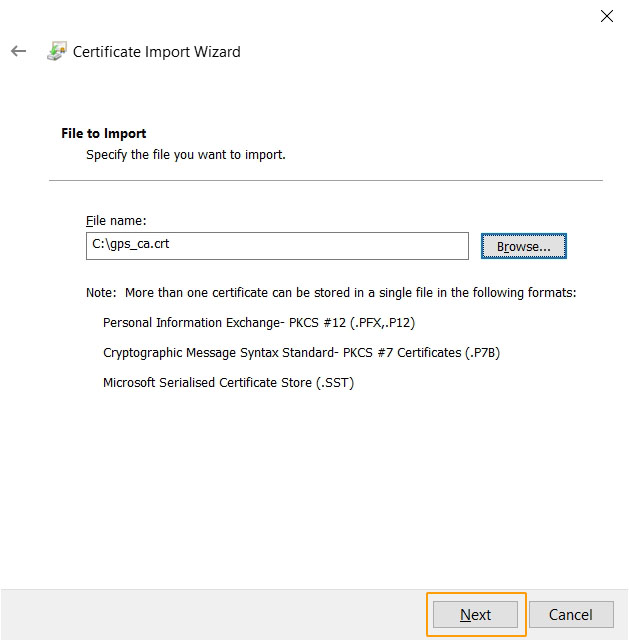 Certificate Import Wizard
File to Import
Specify the file you want to import.
File name:
C:\gps_ca.crt
Browse...
Note: More than one certificate can be stored in a single file in the following formats:
Personal Information Exchange- PKCS #12 (.PFX,.P12)
Cryptographic Message Syntax Standard- PKCS #7 Certificates (.P7B)
Microsoft Serialised Certificate Store (.SST)
Next
Cancel